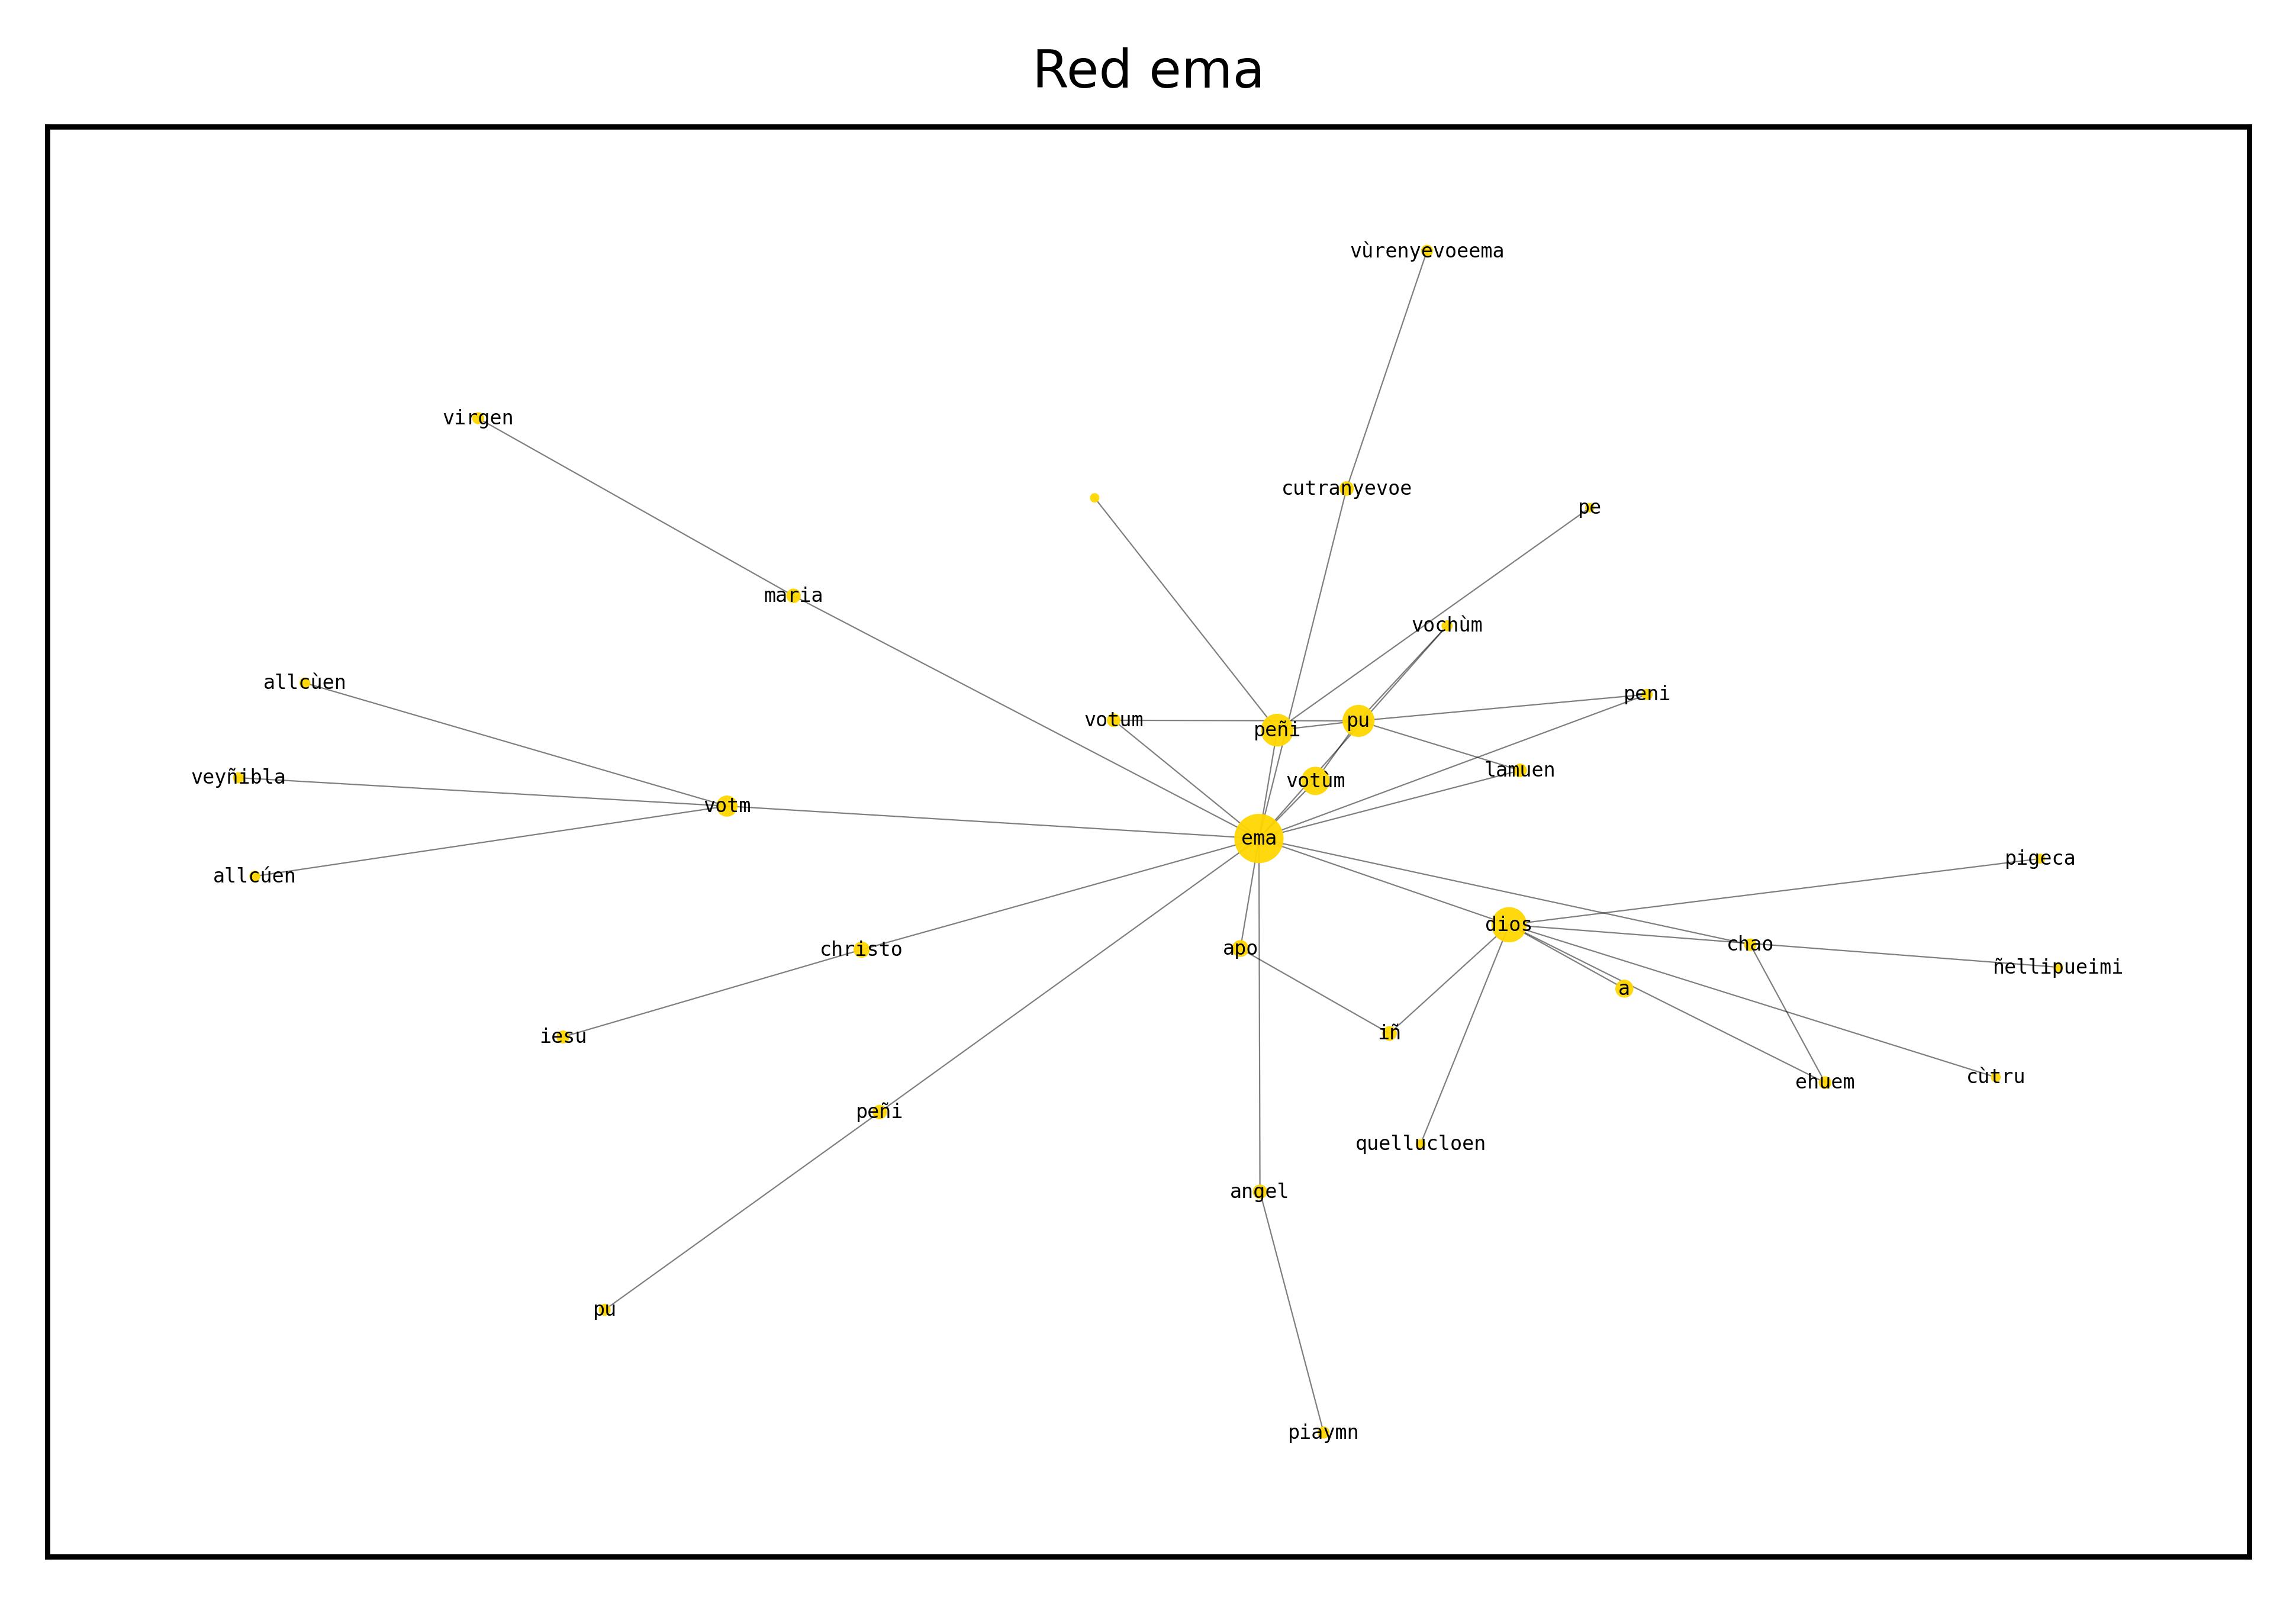 Red ema
vùrenyevoeema
virgen
cutranyevoe
pe
maria
vochùm
allcùen
peni
votum
pu
peñi
lamuen
veyñibla
votùm
votm
ema
pigeca
allcúen
dios
chao
christo
apo
ñellipueimi
a
iñ
iesu
cùtru
ehuem
peñi
quellucloen
angel
pu
piaymn